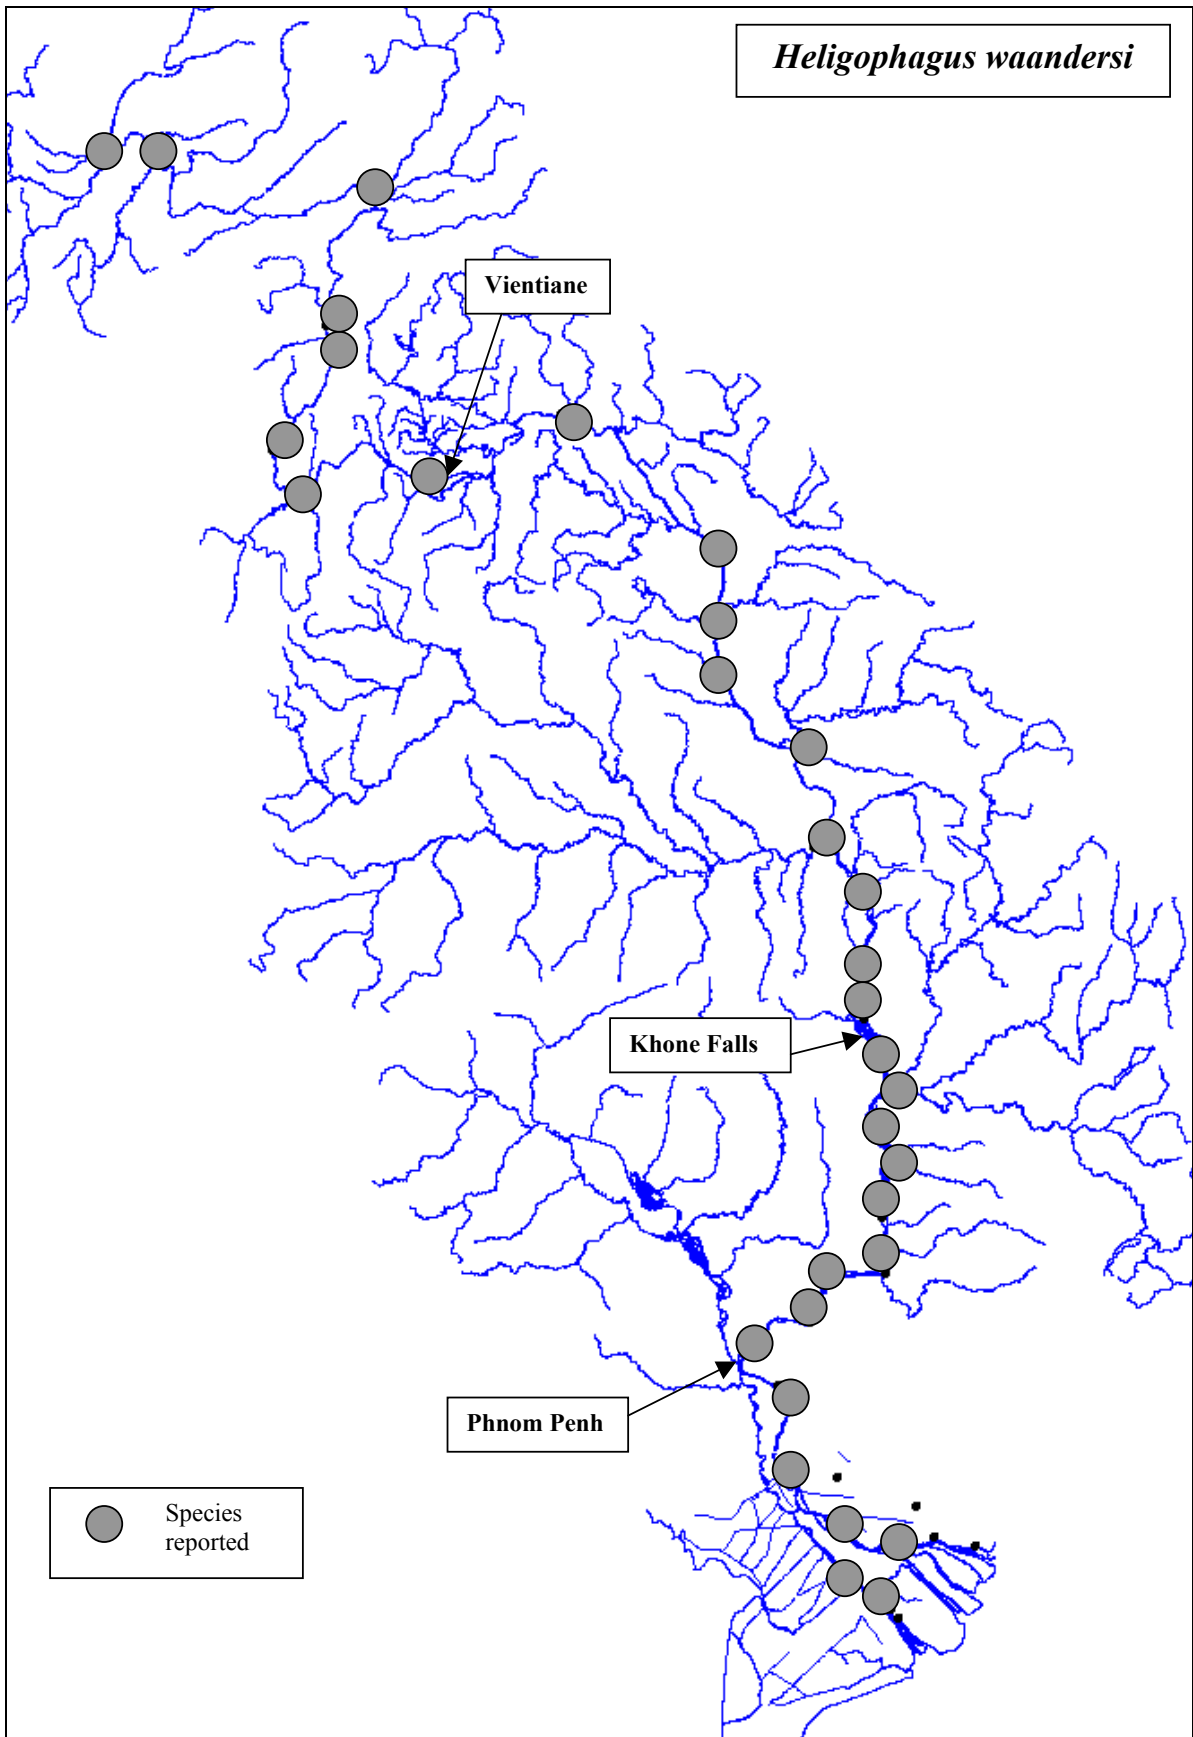 Heligophagus waandersi
Vientiane
Khone Falls
Phnom Penh
Species
reported